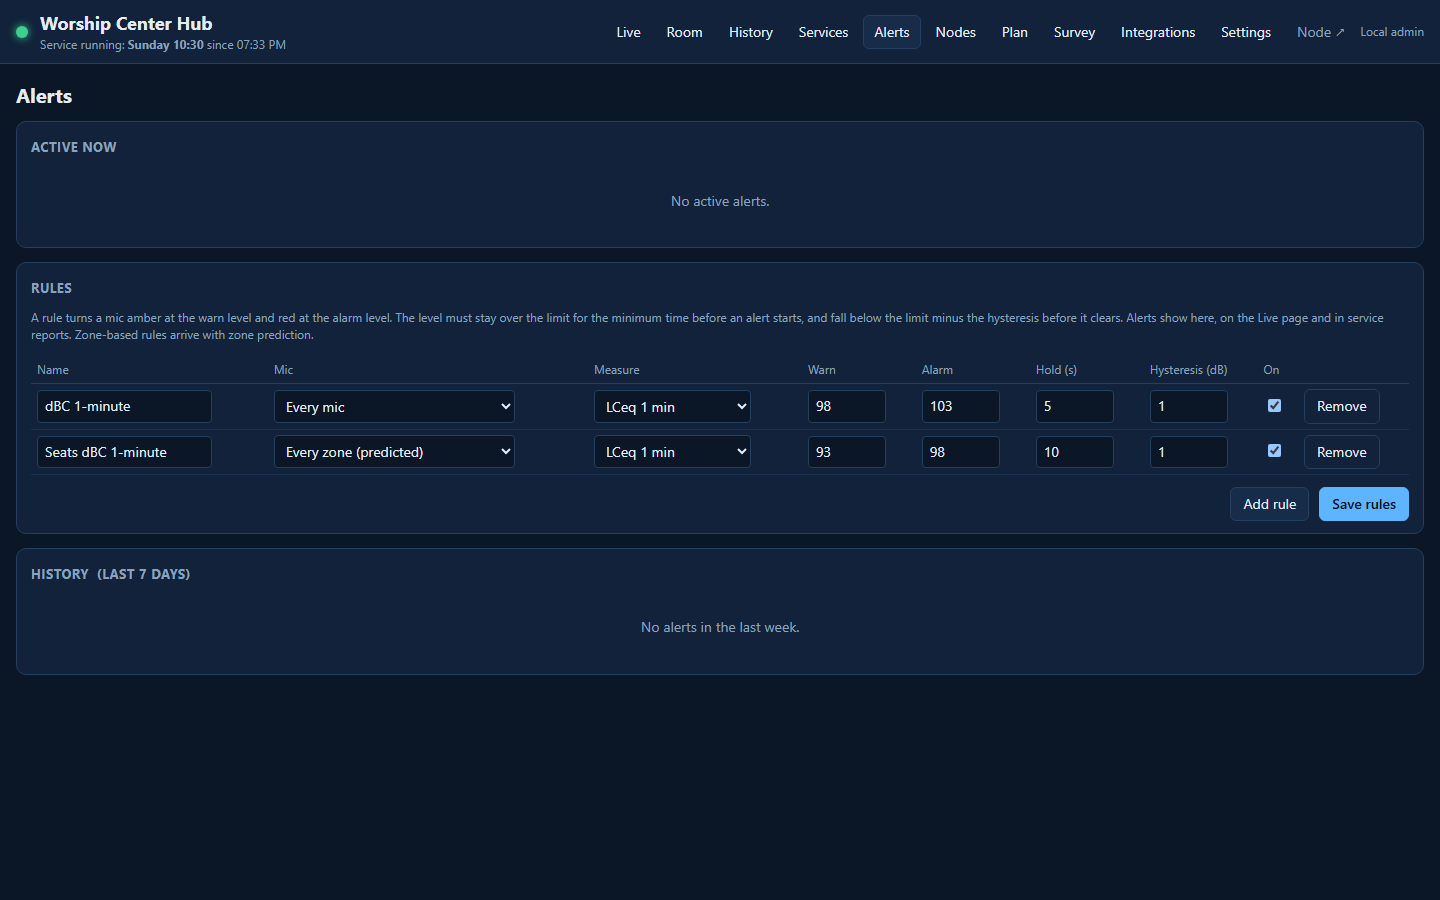 Worship Center Hub
Service running: Sunday 10:30 since 07:33 PM
Live Room History Services Alerts Nodes Plan Survey Integrations Settings Node ↗ Local admin
Alerts
ACTIVE NOW
No active alerts.
RULES
A rule turns a mic amber at the warn level and red at the alarm level. The level must stay over the limit for the minimum time before an alert starts, and fall below the limit minus the hysteresis before it clears. Alerts show here, on the Live page and in service
reports. Zone-based rules arrive with zone prediction.
Name Mic Measure Warn Alarm Hold (s) Hysteresis (dB) On
dBC 1-minute Every mic LCeq 1 min 98 103 5 1 Remove
Seats dBC 1-minute Every zone (predicted) LCeq 1 min 93 98 10 1 Remove
Add rule Save rules
HISTORY (LAST 7 DAYS)
No alerts in the last week.